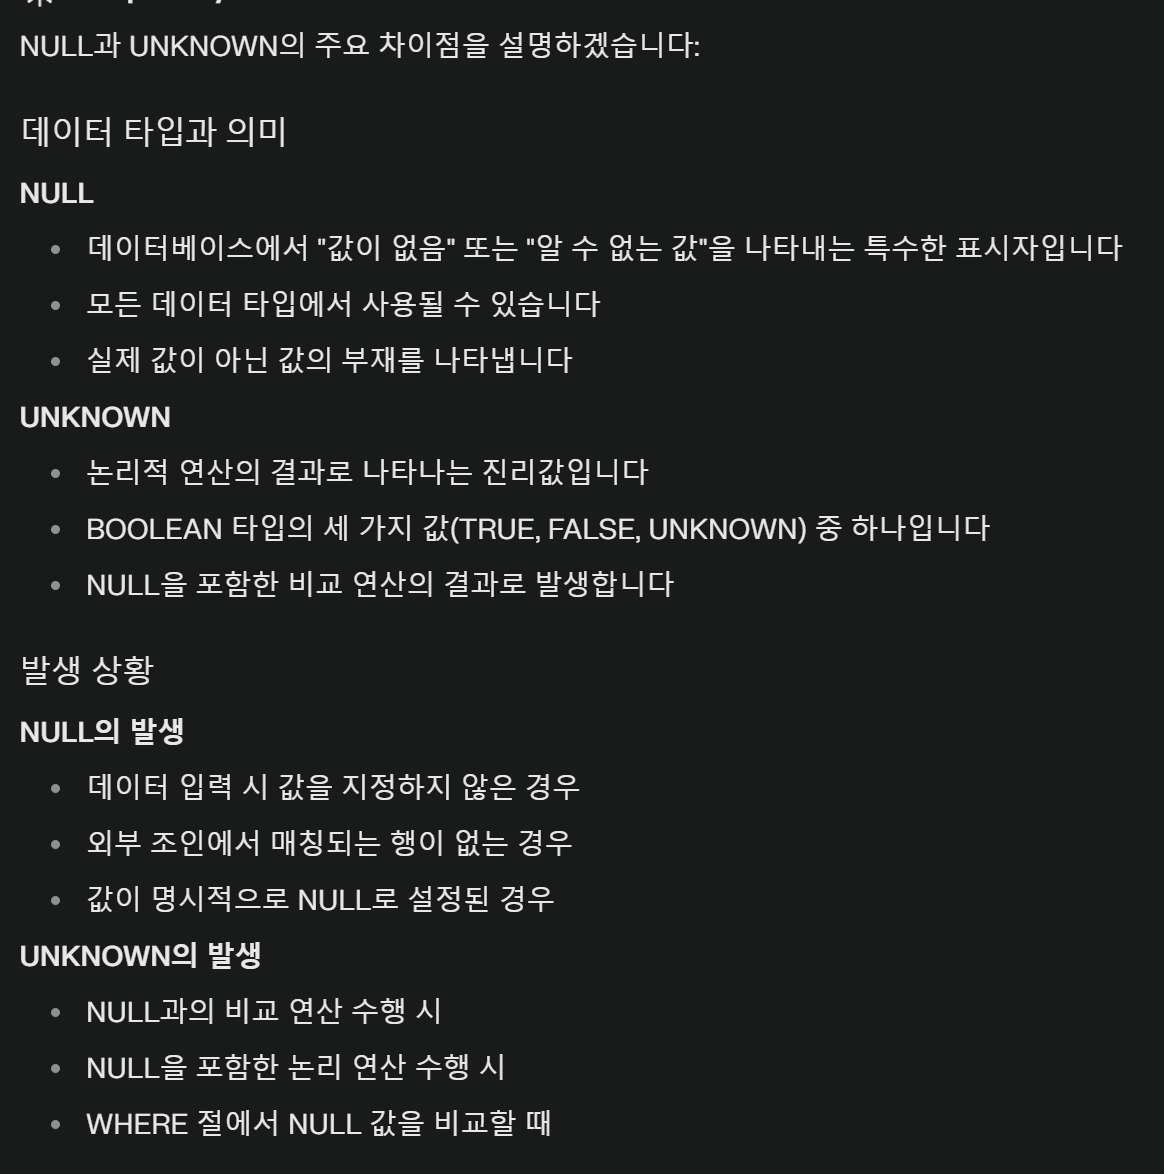 NULL과 UNKNOWN의 주요 차이점을 설명하겠습니다:
데이터 타입과 의미
NULL
데이터베이스에서 "값이 없음" 또는 "알 수 없는 값"을 나타내는 특수한 표시자입니다
모든 데이터 타입에서 사용될 수 있습니다
실제 값이 아닌 값의 부재를 나타냅니다
UNKNOWN
논리적 연산의 결과로 나타나는 진리값입니다
BOOLEAN 타입의 세 가지 값(TRUE, FALSE, UNKNOWN) 중 하나입니다
NULL을 포함한 비교 연산의 결과로 발생합니다
발생 상황
NULL의 발생
데이터 입력 시 값을 지정하지 않은 경우
외부 조인에서 매칭되는 행이 없는 경우
값이 명시적으로 NULL로 설정된 경우
UNKNOWN의 발생
NULL과의 비교 연산 수행 시
NULL을 포함한 논리 연산 수행 시
WHERE 절에서 NULL 값을 비교할 때